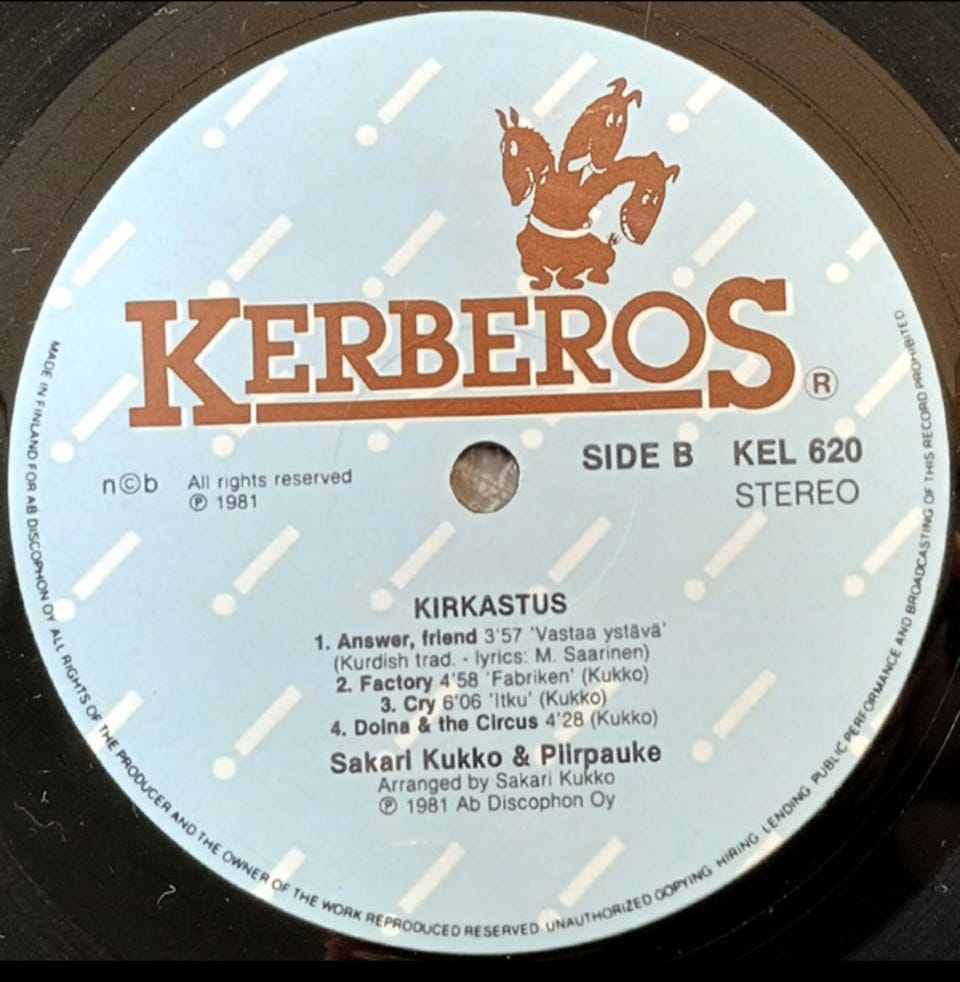 KERBEROS
®
SIDE B KEL 620
STEREO
n©b All rights reserved
℗ 1981
KIRKASTUS
1. Answer, friend 3'57 'Vastaa ystävä'
(Kurdish trad. - lyrics: M. Saarinen)
2. Factory 4'58 'Fabriken' (Kukko)
3. Cry 6'06 'Itku' (Kukko)
4. Doina & the Circus 4'28 (Kukko)
Sakari Kukko & Piirpauke
Arranged by Sakari Kukko
℗ 1981 Ab Discophon Oy
MADE IN FINLAND FOR AB DISCOPHON OY ALL RIGHTS OF THE PRODUCER AND THE OWNER OF THE WORK REPRODUCED RESERVED UNAUTHORIZED COPYING HIRING LENDING PUBLIC PERFORMANCE AND BROADCASTING OF THIS RECORD PROHIBITED